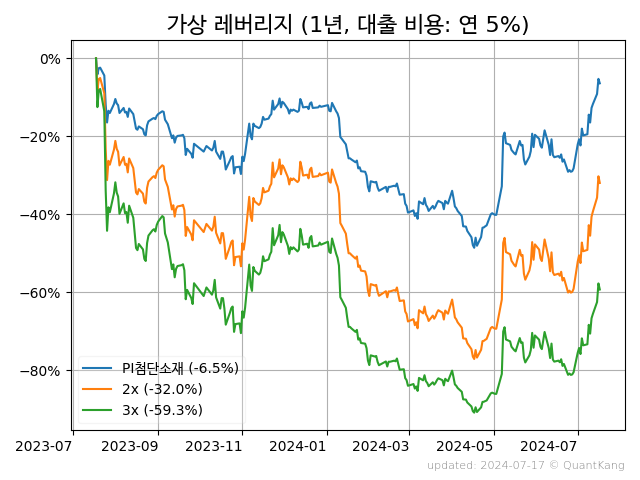 가상 레버리지 (1년, 대출 비용: 연 5%)
0%
−20%
−40%
−60%
−80%
PI첨단소재 (-6.5%)
2x (-32.0%)
3x (-59.3%)
2023-07 2023-09 2023-11 2024-01 2024-03 2024-05 2024-07
updated: 2024-07-17 © QuantKang